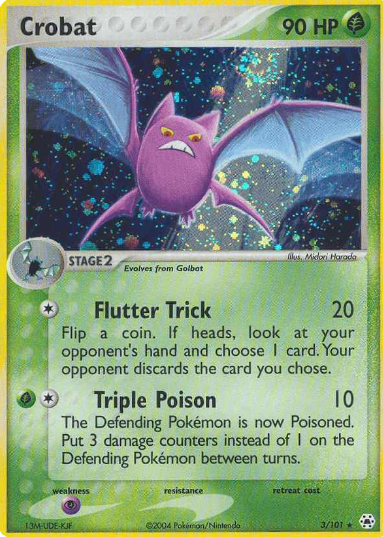 Crobat 90 HP
Illus. Midori Harada
STAGE 2
Evolves from Golbat
Flutter Trick 20
Flip a coin. If heads, look at your
opponent's hand and choose 1 card. Your
opponent discards the card you chose.
Triple Poison 10
The Defending Pokémon is now Poisoned.
Put 3 damage counters instead of 1 on the
Defending Pokémon between turns.
weakness resistance retreat cost
13M-UDE-KJF ©2004 Pokémon/Nintendo 3/101 ★